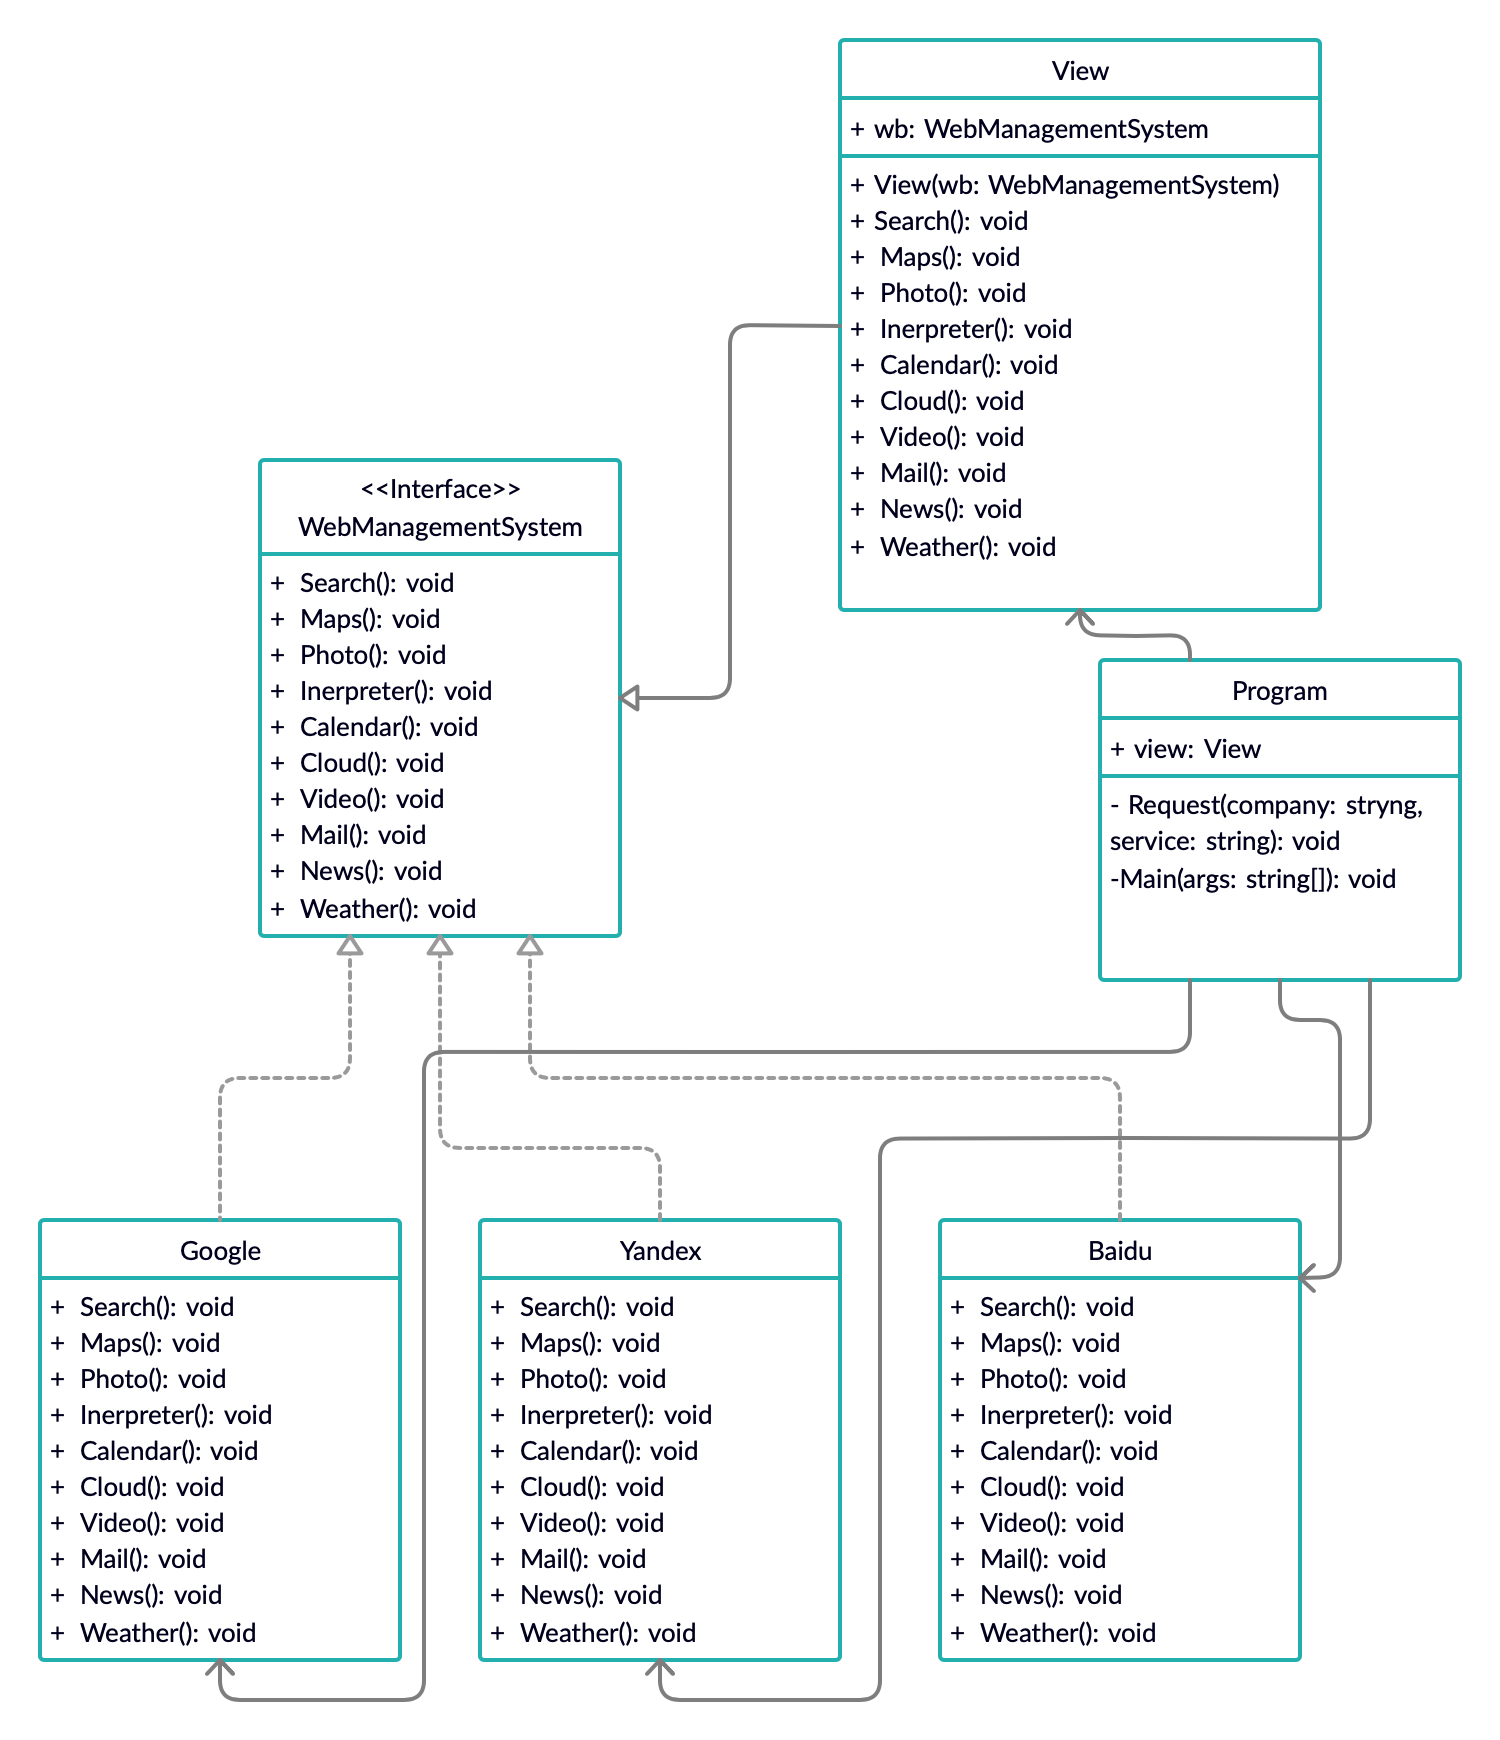 View
+ wb: WebManagementSystem
+ View(wb: WebManagementSystem)
+ Search(): void
+ Maps(): void
+ Photo(): void
+ Inerpreter(): void
+ Calendar(): void
+ Cloud(): void
+ Video(): void
+ Mail(): void
+ News(): void
+ Weather(): void
<<Interface>>
WebManagementSystem
+ Search(): void
+ Maps(): void
+ Photo(): void
+ Inerpreter(): void
+ Calendar(): void
+ Cloud(): void
+ Video(): void
+ Mail(): void
+ News(): void
+ Weather(): void
Program
+ view: View
- Request(company: stryng,
service: string): void
-Main(args: string[]): void
Google
+ Search(): void
+ Maps(): void
+ Photo(): void
+ Inerpreter(): void
+ Calendar(): void
+ Cloud(): void
+ Video(): void
+ Mail(): void
+ News(): void
+ Weather(): void
Yandex
+ Search(): void
+ Maps(): void
+ Photo(): void
+ Inerpreter(): void
+ Calendar(): void
+ Cloud(): void
+ Video(): void
+ Mail(): void
+ News(): void
+ Weather(): void
Baidu
+ Search(): void
+ Maps(): void
+ Photo(): void
+ Inerpreter(): void
+ Calendar(): void
+ Cloud(): void
+ Video(): void
+ Mail(): void
+ News(): void
+ Weather(): void